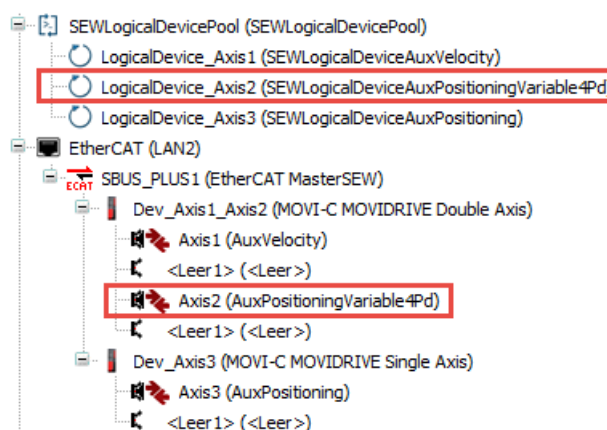 SEWLogicalDevicePool (SEWLogicalDevicePool)
LogicalDevice_Axis1 (SEWLogicalDeviceAuxVelocity)
LogicalDevice_Axis2 (SEWLogicalDeviceAuxPositioningVariable4Pd
LogicalDevice_Axis3 (SEWLogicalDeviceAuxPositioning)
EtherCAT (LAN2)
ECAT SBUS_PLUS1 (EtherCAT MasterSEW)
Dev_Axis1_Axis2 (MOVI-C MOVIDRIVE Double Axis)
Axis1 (AuxVelocity)
<Leer1> (<Leer>)
Axis2 (AuxPositioningVariable4Pd)
<Leer1> (<Leer>)
Dev_Axis3 (MOVI-C MOVIDRIVE Single Axis)
Axis3 (AuxPositioning)
<Leer1> (<Leer>)